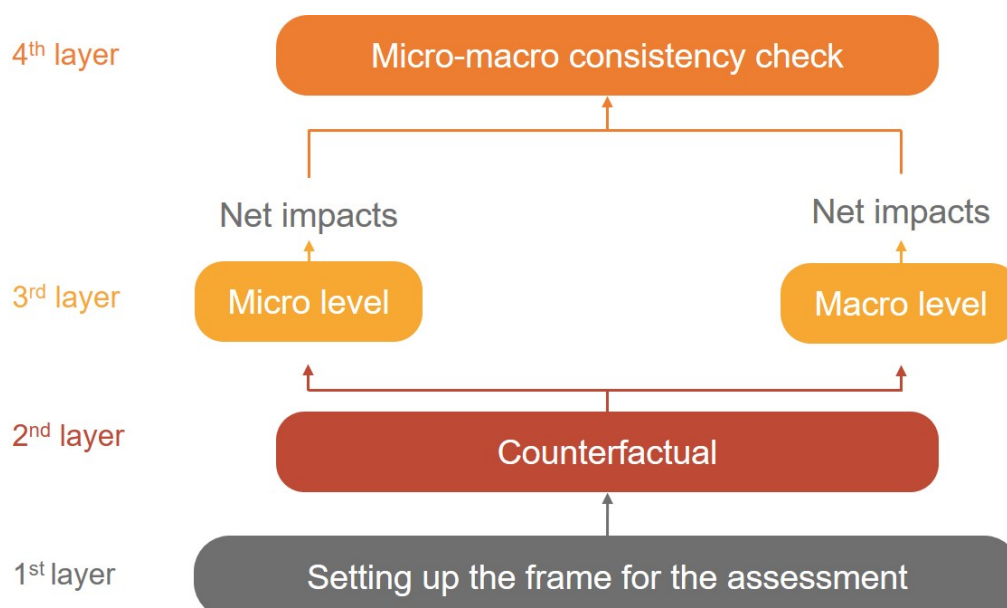 4th layer
Micro-macro consistency check
Net impacts
Net impacts
3rd layer
Micro level
Macro level
2nd layer
Counterfactual
1st layer
Setting up the frame for the assessment